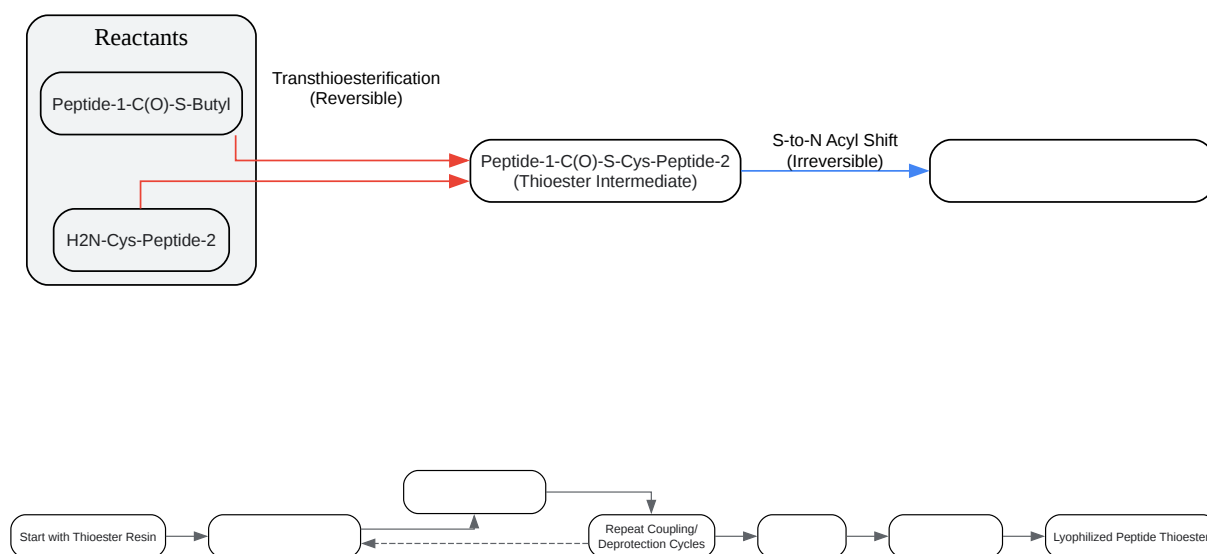 Reactants
Peptide-1-C(O)-S-Butyl
H2N-Cys-Peptide-2
Transthioesterification
(Reversible)
Peptide-1-C(O)-S-Cys-Peptide-2
(Thioester Intermediate)
S-to-N Acyl Shift
(Irreversible)
Start with Thioester Resin
Repeat Coupling/
Deprotection Cycles
Lyophilized Peptide Thioester